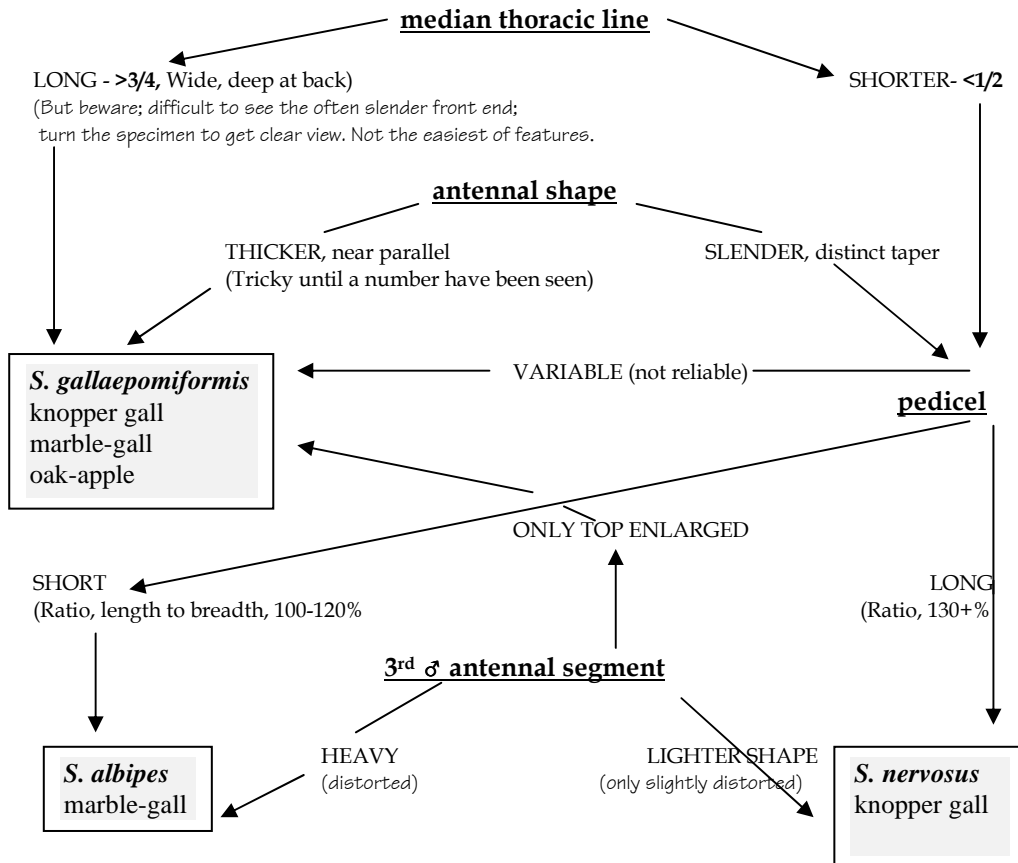 median thoracic line
LONG - >3/4, Wide, deep at back)
(But beware; difficult to see the often slender front end;
turn the specimen to get clear view. Not the easiest of features.
SHORTER- <1/2
antennal shape
THICKER, near parallel
(Tricky until a number have been seen)
SLENDER, distinct taper
S. gallaepomiformis
knopper gall
marble-gall
oak-apple
VARIABLE (not reliable)
pedicel
ONLY TOP ENLARGED
SHORT
(Ratio, length to breadth, 100-120%
LONG
(Ratio, 130+%
3rd ♂ antennal segment
HEAVY
(distorted)
LIGHTER SHAPE
(only slightly distorted)
S. albipes
marble-gall
S. nervosus
knopper gall